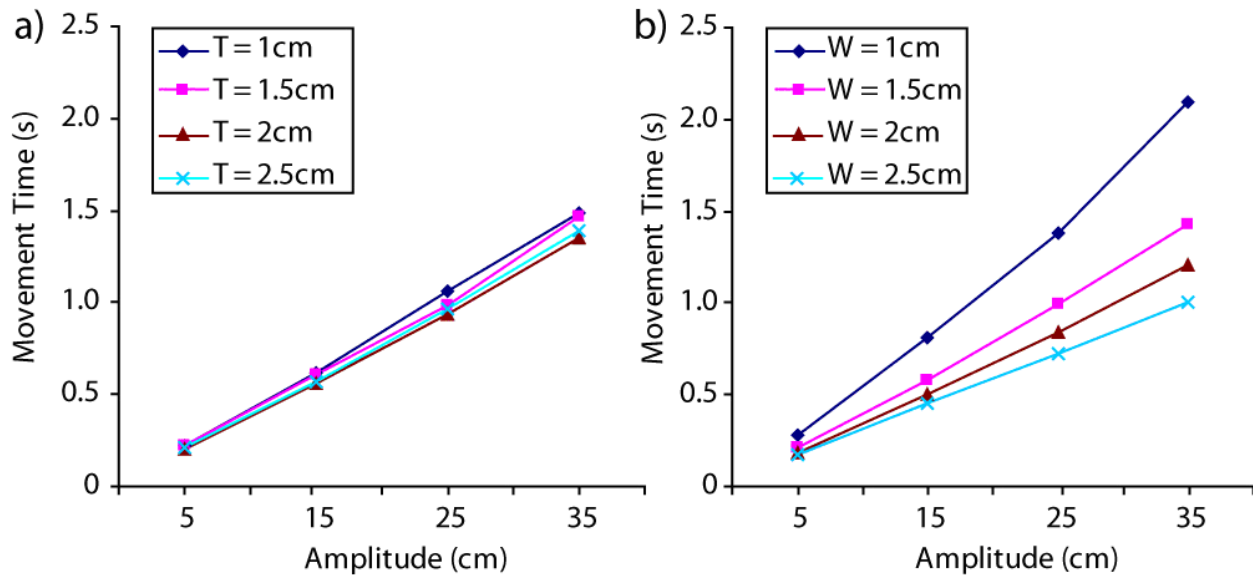 a)
2.5
2.0
1.5
1.0
0.5
0
Movement Time (s)
T = 1cm
T = 1.5cm
T = 2cm
T = 2.5cm
5 15 25 35
Amplitude (cm)
b)
2.5
2.0
1.5
1.0
0.5
0
Movement Time (s)
W = 1cm
W = 1.5cm
W = 2cm
W = 2.5cm
5 15 25 35
Amplitude (cm)